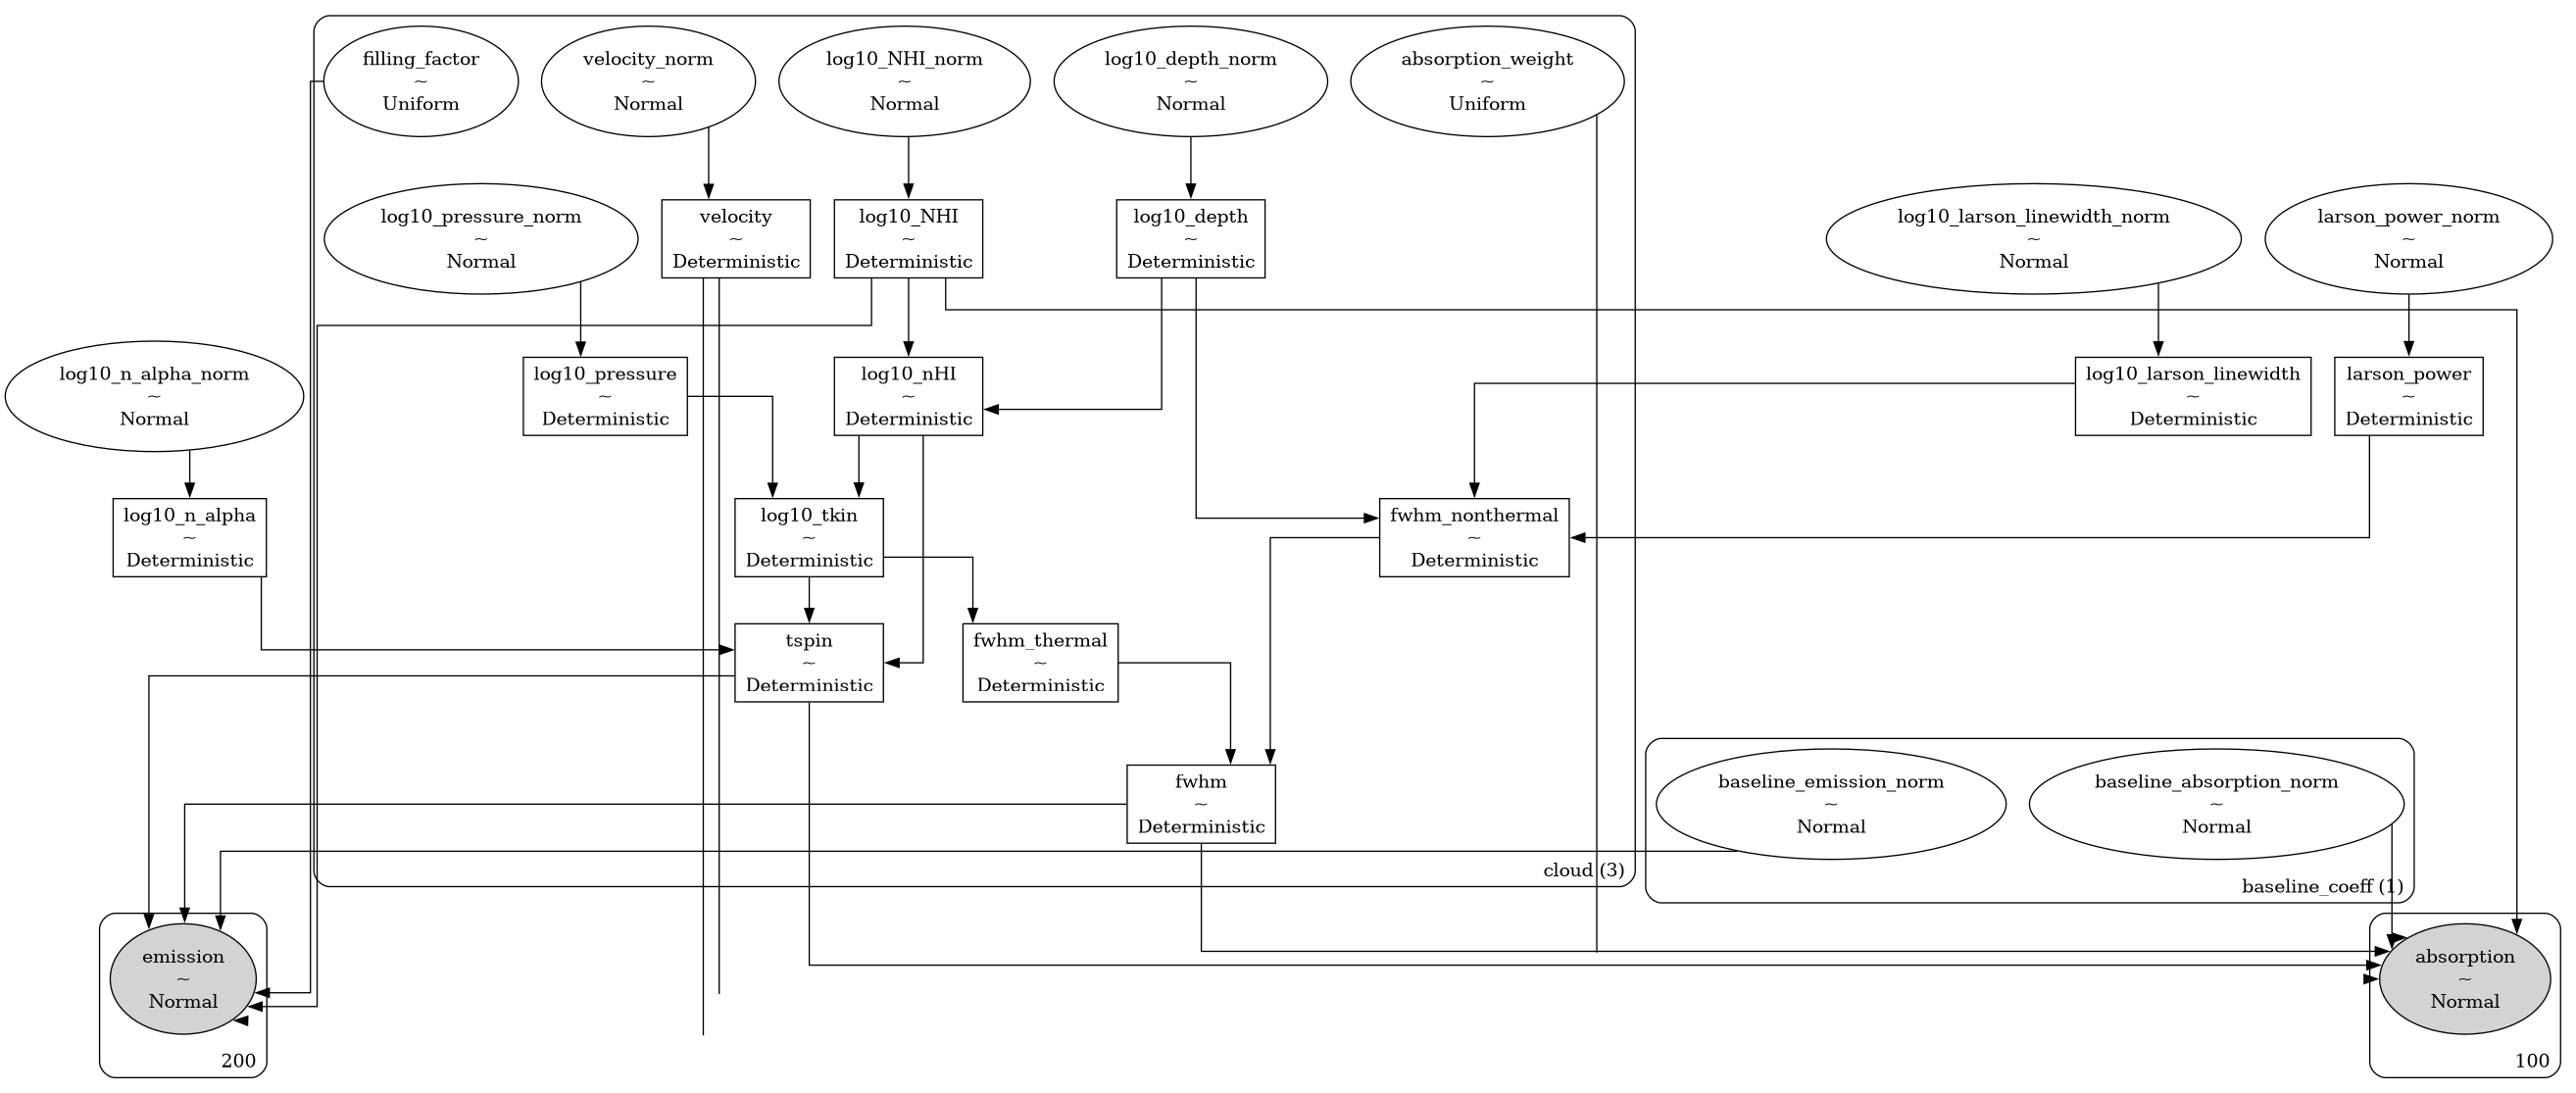 filling_factor
~
Uniform
velocity_norm
~
Normal
log10_NHI_norm
~
Normal
log10_depth_norm
~
Normal
absorption_weight
~
Uniform
log10_pressure_norm
~
Normal
velocity
~
Deterministic
log10_NHI
~
Deterministic
log10_depth
~
Deterministic
log10_larson_linewidth_norm
~
Normal
larson_power_norm
~
Normal
log10_n_alpha_norm
~
Normal
log10_pressure
~
Deterministic
log10_nHI
~
Deterministic
log10_larson_linewidth
~
Deterministic
larson_power
~
Deterministic
log10_n_alpha
~
Deterministic
log10_tkin
~
Deterministic
fwhm_nonthermal
~
Deterministic
tspin
~
Deterministic
fwhm_thermal
~
Deterministic
fwhm
~
Deterministic
baseline_emission_norm
~
Normal
baseline_absorption_norm
~
Normal
cloud (3)
baseline_coeff (1)
emission
~
Normal
200
absorption
~
Normal
100